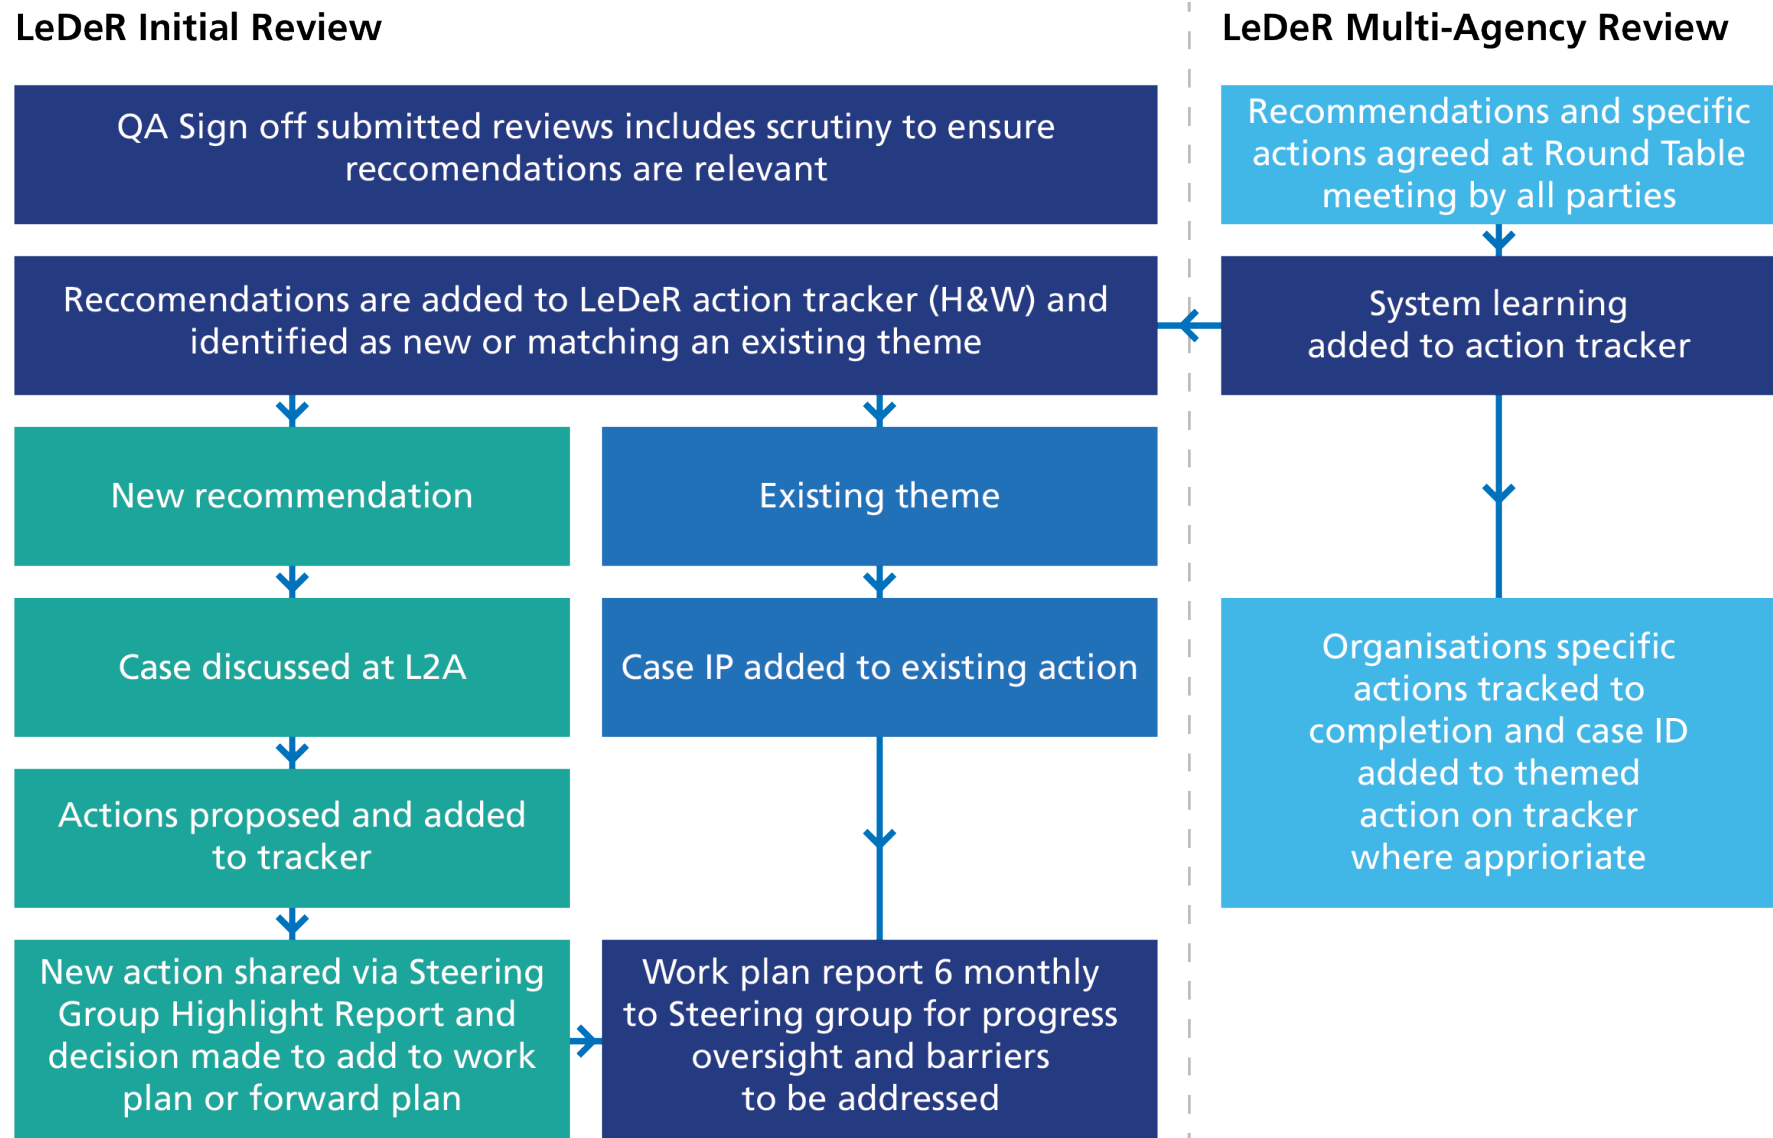 LeDeR Initial Review
QA Sign off submitted reviews includes scrutiny to ensure
reccomendations are relevant
Reccomendations are added to LeDeR action tracker (H&W) and
identified as new or matching an existing theme
New recommendation
Case discussed at L2A
Actions proposed and added
to tracker
New action shared via Steering
Group Highlight Report and
decision made to add to work
plan or forward plan
Existing theme
Case IP added to existing action
Work plan report 6 monthly
to Steering group for progress
oversight and barriers
to be addressed
LeDeR Multi-Agency Review
Recommendations and specific
actions agreed at Round Table
meeting by all parties
System learning
added to action tracker
Organisations specific
actions tracked to
completion and case ID
added to themed
action on tracker
where apprioriate